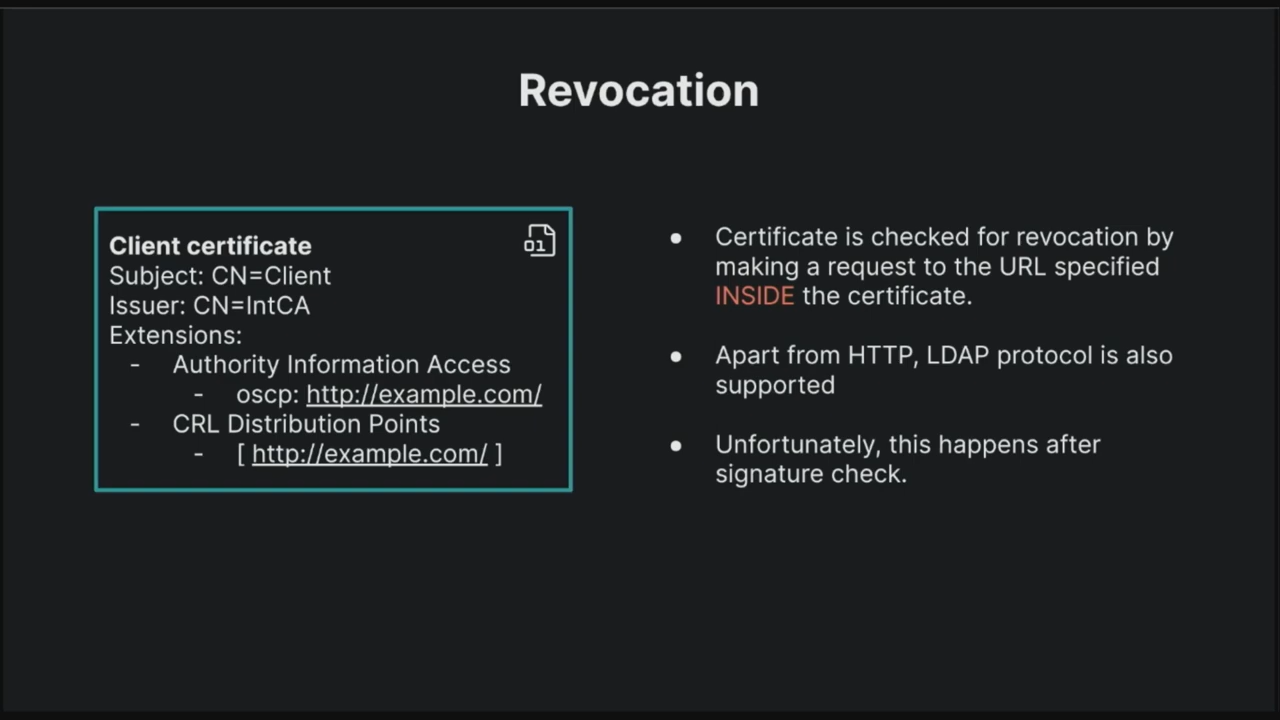 Revocation
Client certificate
01
Subject: CN=Client
Issuer: CN=IntCA
Extensions:
- Authority Information Access
- oscp: http://example.com/
- CRL Distribution Points
- [ http://example.com/ ]
● Certificate is checked for revocation by
making a request to the URL specified
INSIDE the certificate.
● Apart from HTTP, LDAP protocol is also
supported
● Unfortunately, this happens after
signature check.